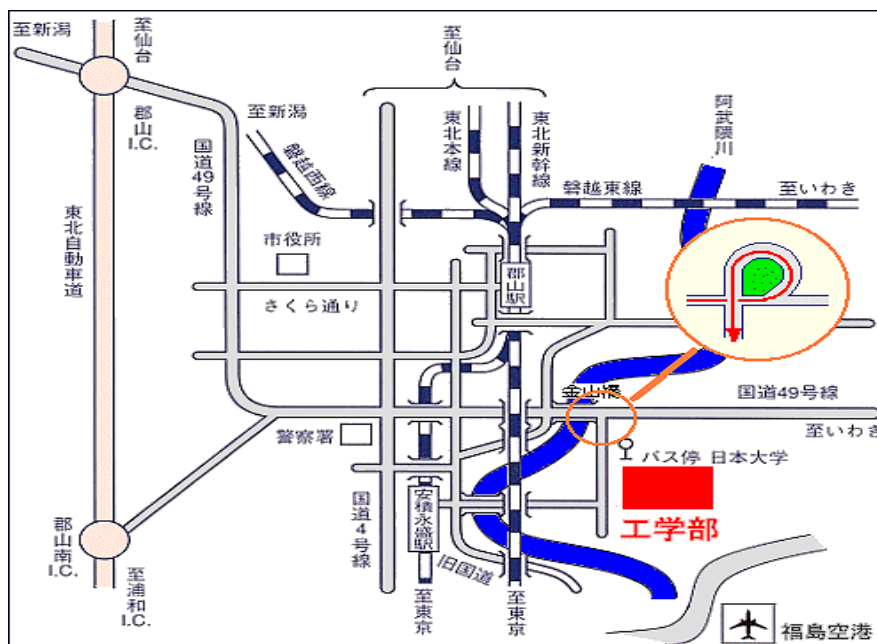 至新潟
至仙台
至仙台
郡山
I.C.
国道49号線
至新潟
磐越西線
東北本線
東北新幹線
阿武隈川
磐越東線
至いわき
東北自動車道
市役所
郡山駅
さくら通り
金山橋
国道49号線
至いわき
警察署
バス停 日本大学
工学部
国道4号線
安積永盛駅
旧国道
郡山南
I.C.
至浦和
I.C.
至東京
至東京
福島空港